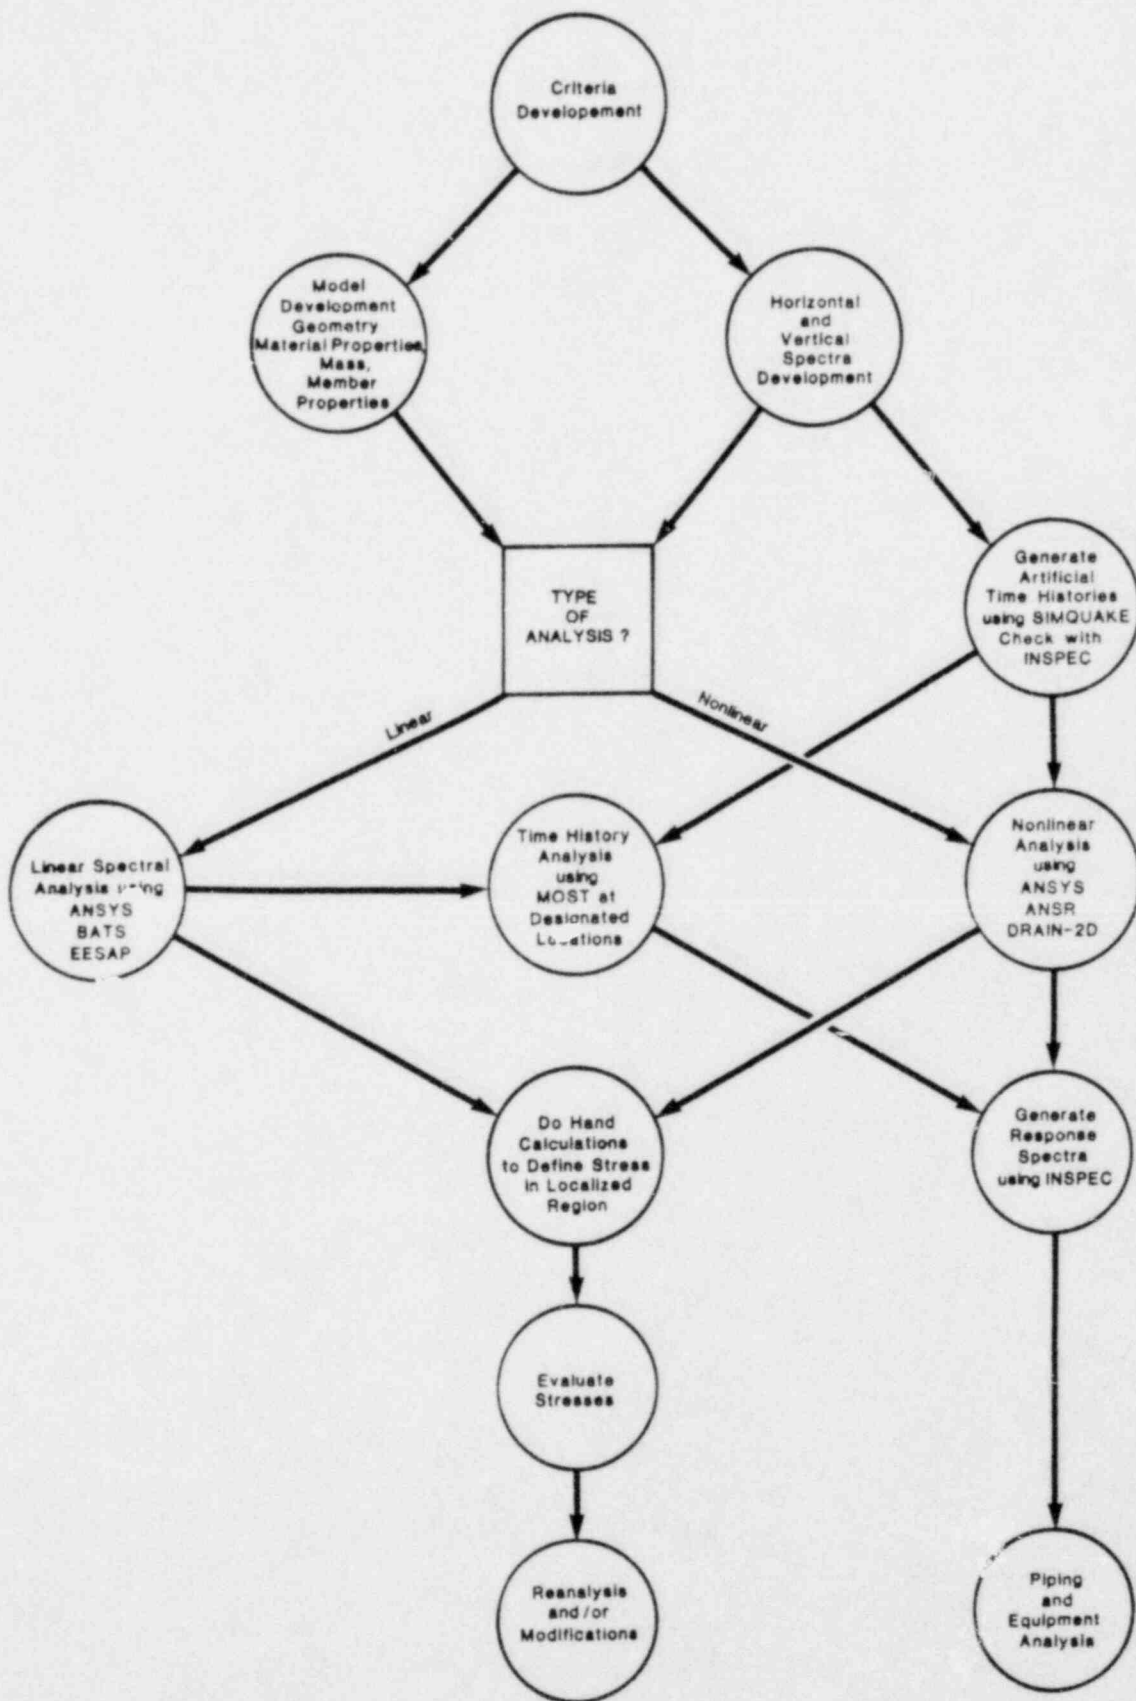 Criteria
Developement
Model
Development
Geometry
Material Properties,
Mass,
Member
Properties
Horizontal
and
Vertical
Spectra
Development
TYPE
OF
ANALYSIS ?
Generate
Artificial
Time Histories
using SIMQUAKE
Check with
INSPEC
Linear
Nonlinear
Linear Spectral
Analysis using
ANSYS
BATS
EESAP
Time History
Analysis
using
MOST at
Designated
Locations
Nonlinear
Analysis
using
ANSYS
ANSR
DRAIN-2D
Do Hand
Calculations
to Define Stress
in Localized
Region
Generate
Response
Spectra
using INSPEC
Evaluate
Stresses
Reanalysis
and/or
Modifications
Piping
and
Equipment
Analysis